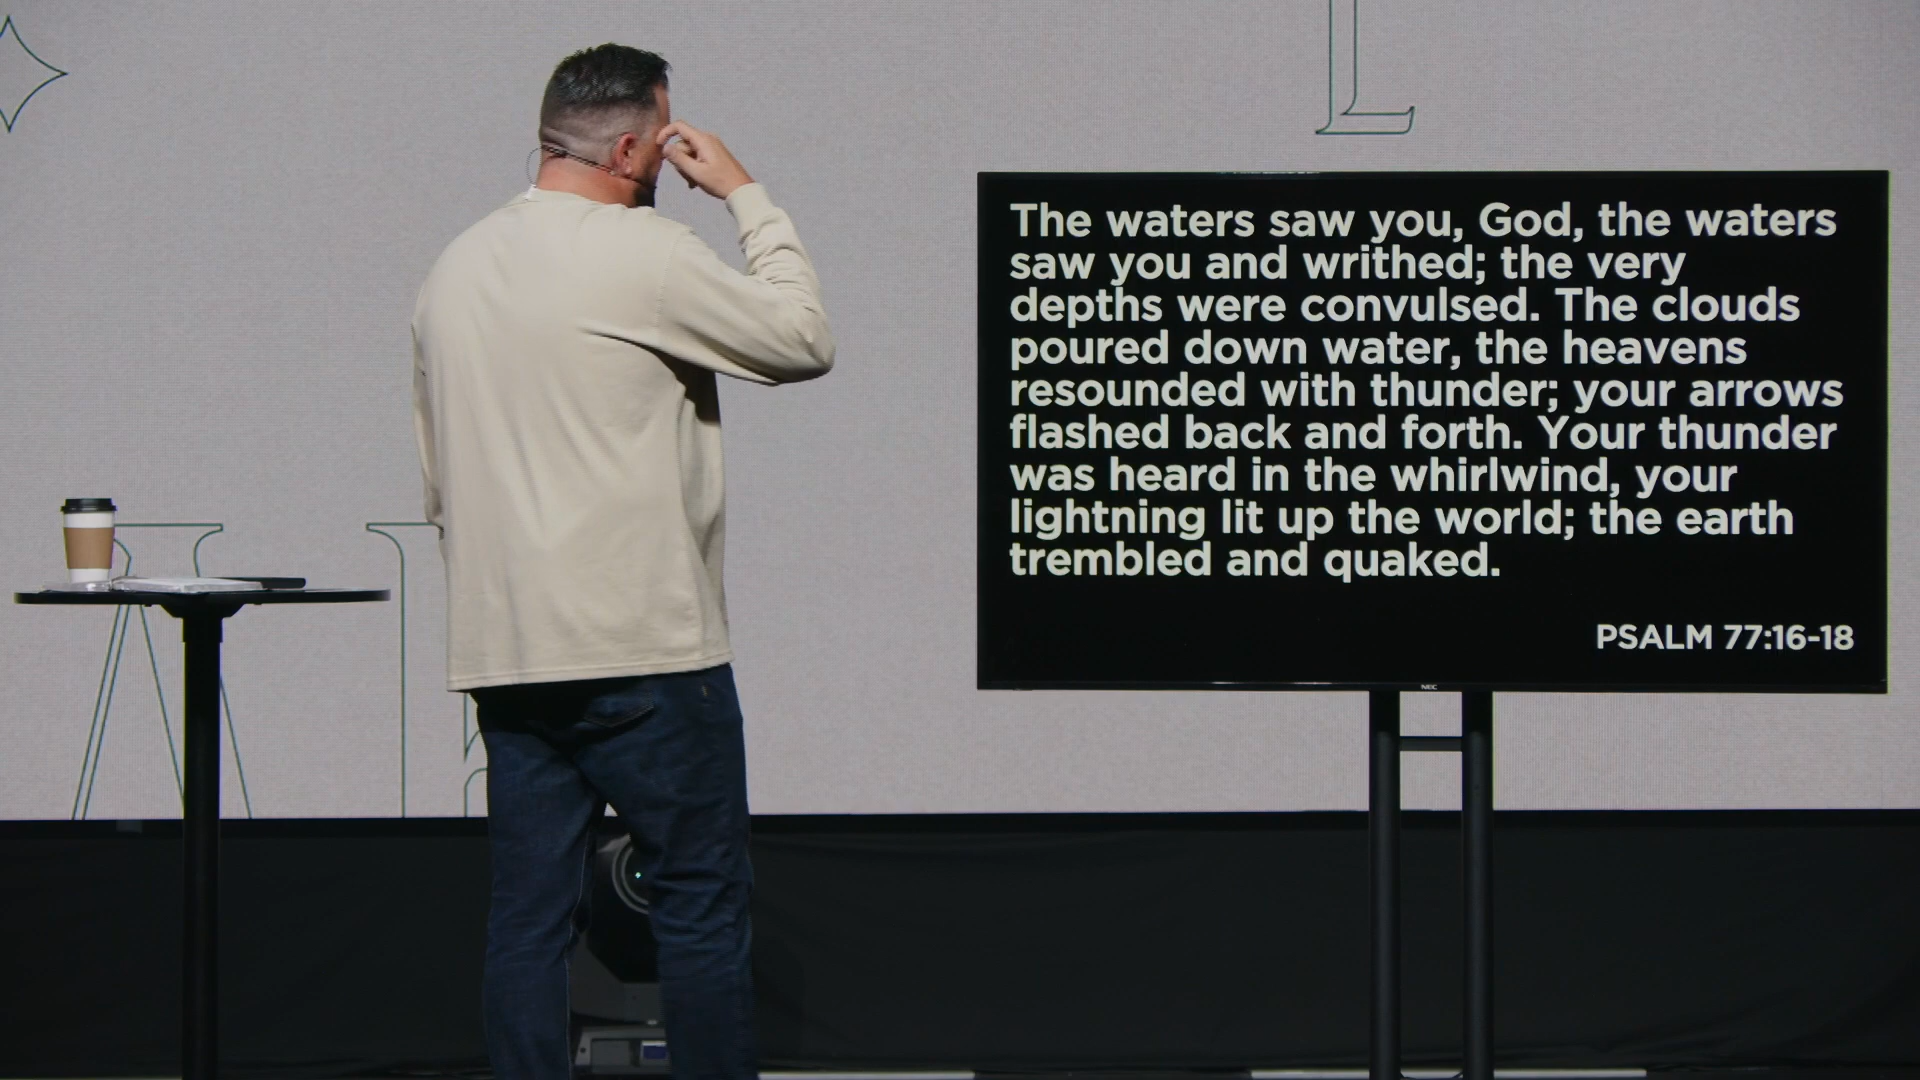 L
The waters saw you, God, the waters
saw you and writhed; the very
depths were convulsed. The clouds
poured down water, the heavens
resounded with thunder; your arrows
flashed back and forth. Your thunder
was heard in the whirlwind, your
lightning lit up the world; the earth
trembled and quaked.
PSALM 77:16-18
NEC